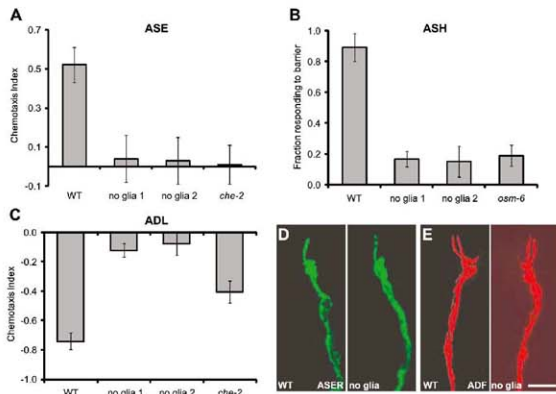 A
ASE
Chemotaxis Index
0.7
0.5
0.3
0.1
-0.1
WT
no glia 1
no glia 2
che-2
B
ASH
Fraction responding to barrier
1.0
0.8
0.6
0.4
0.2
0.0
WT
no glia 1
no glia 2
osm-6
C
ADL
Chemotaxis Index
-0.0
-0.2
-0.4
-0.6
-0.8
-1.0
WT
no glia 1
no glia 2
che-2
D
WT
ASER
no glia
E
WT
ADF
no glia